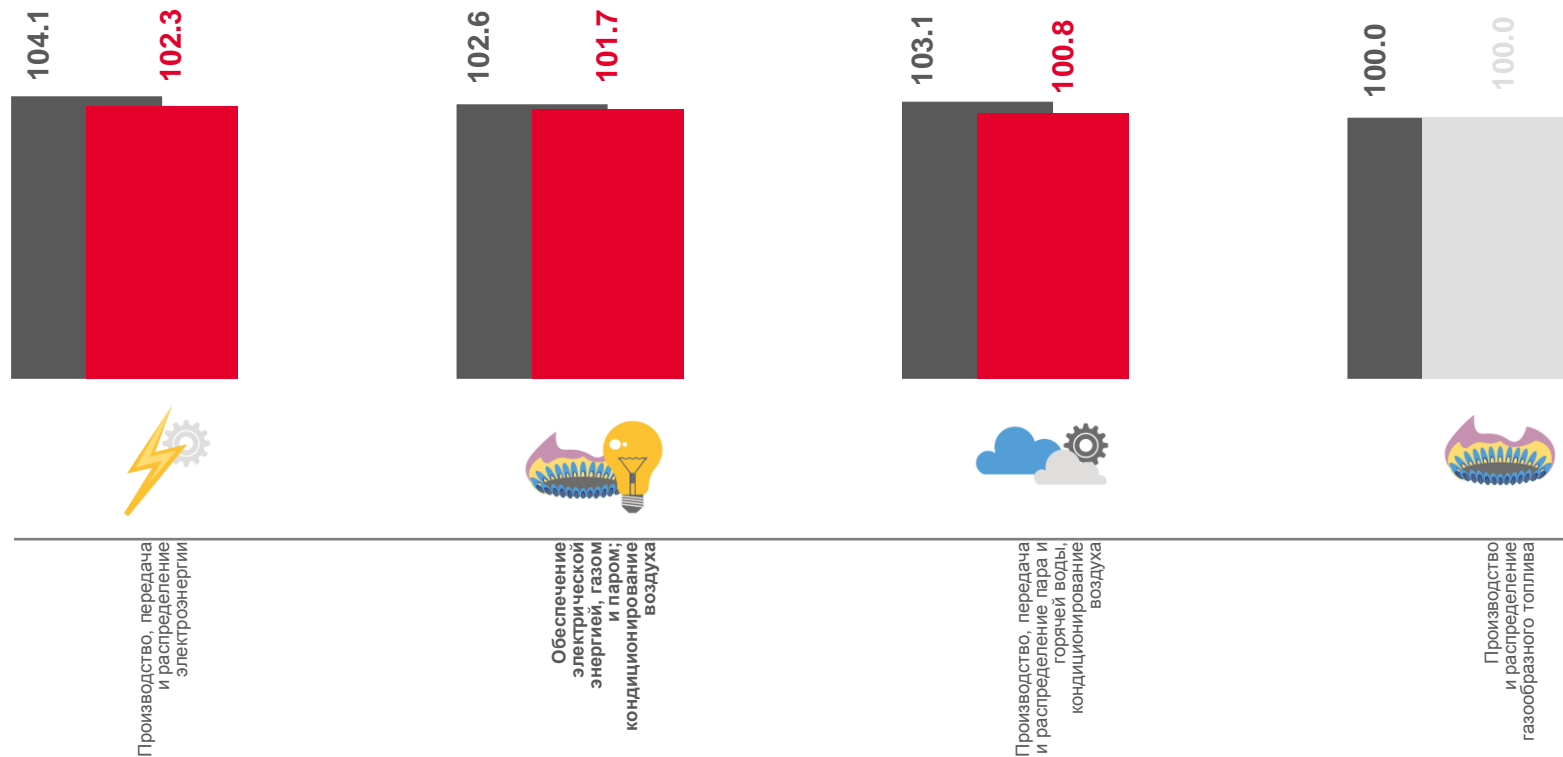 104.1
102.3
102.6
101.7
103.1
100.8
100.0
100.0
Производство, передача
и распределение
электроэнергии
Обеспечение
электрической
энергией, газом
и паром;
кондиционирование
воздуха
Производство, передача
и распределение пара и
горячей воды,
кондиционирование
воздуха
Производство
и распределение
газообразного топлива